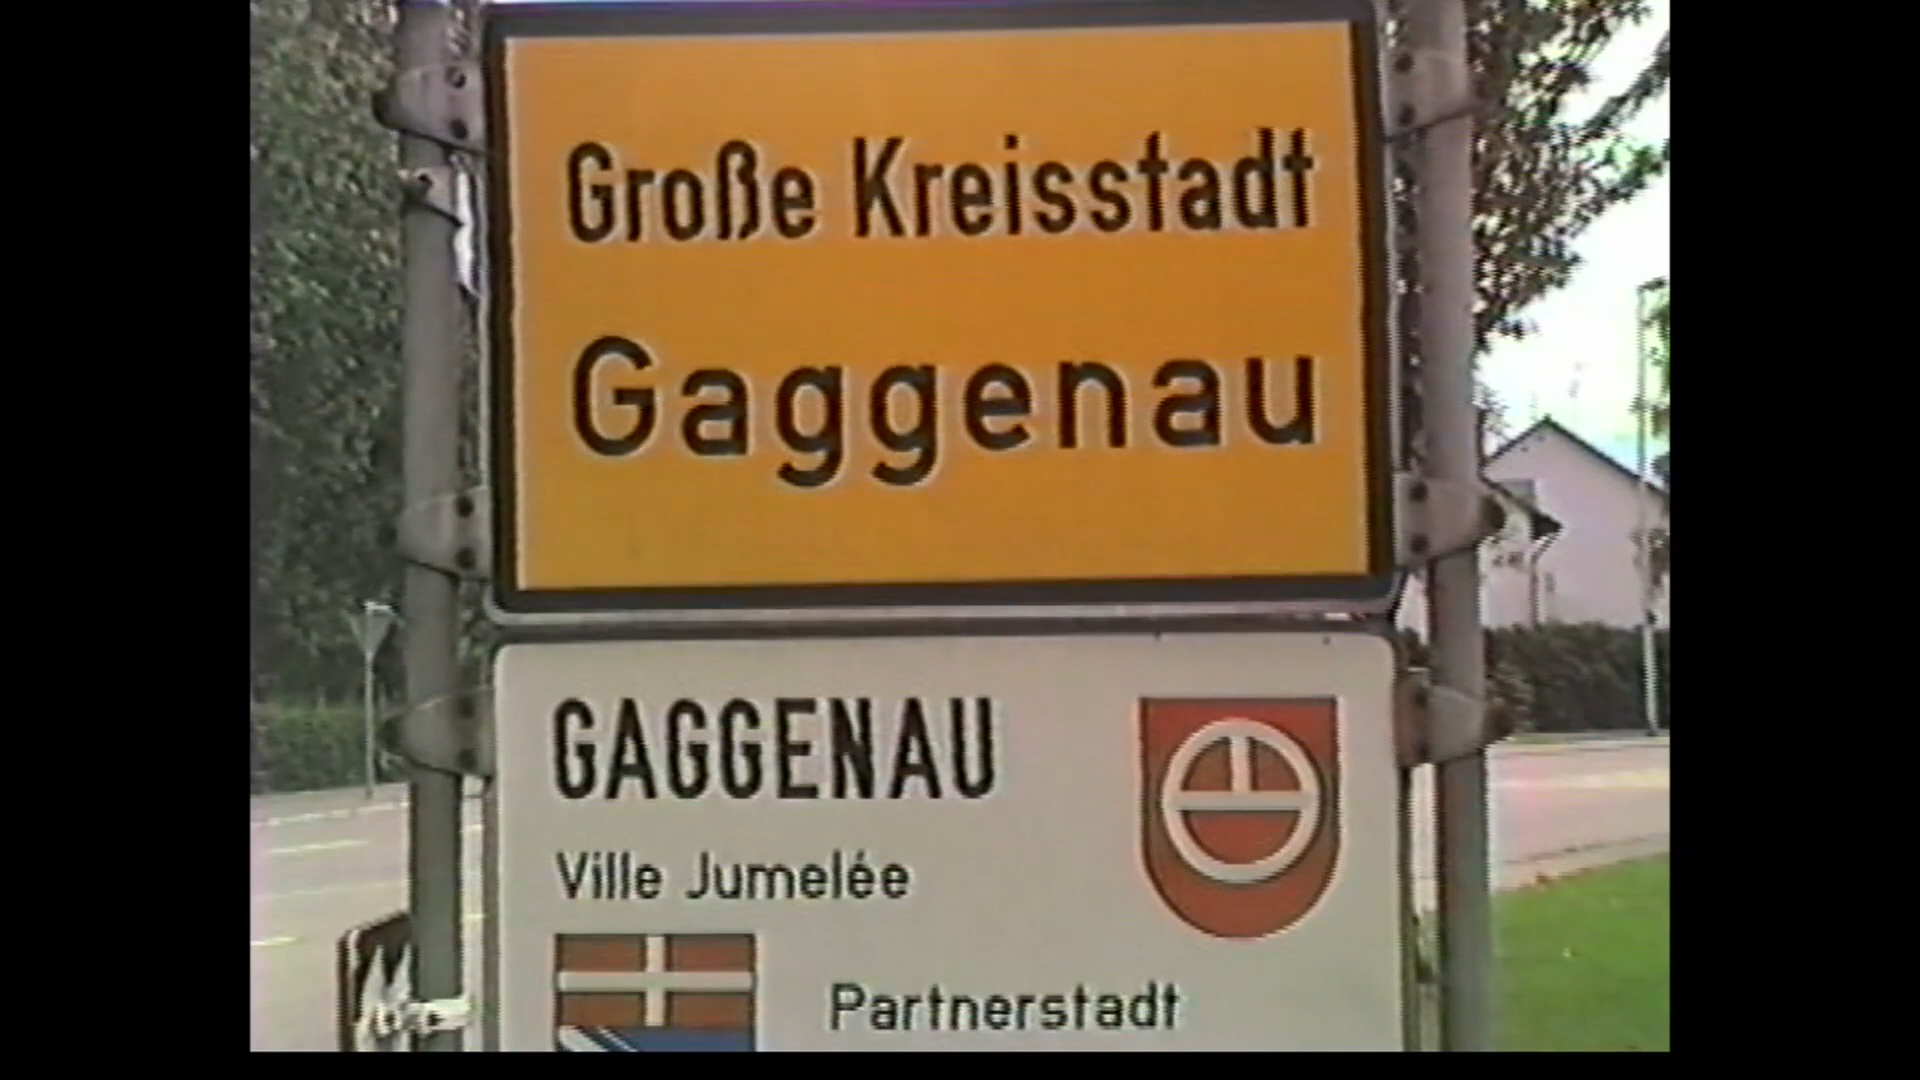 Große Kreisstadt
Gaggenau
GAGGENAU
Ville Jumelée
Partnerstadt